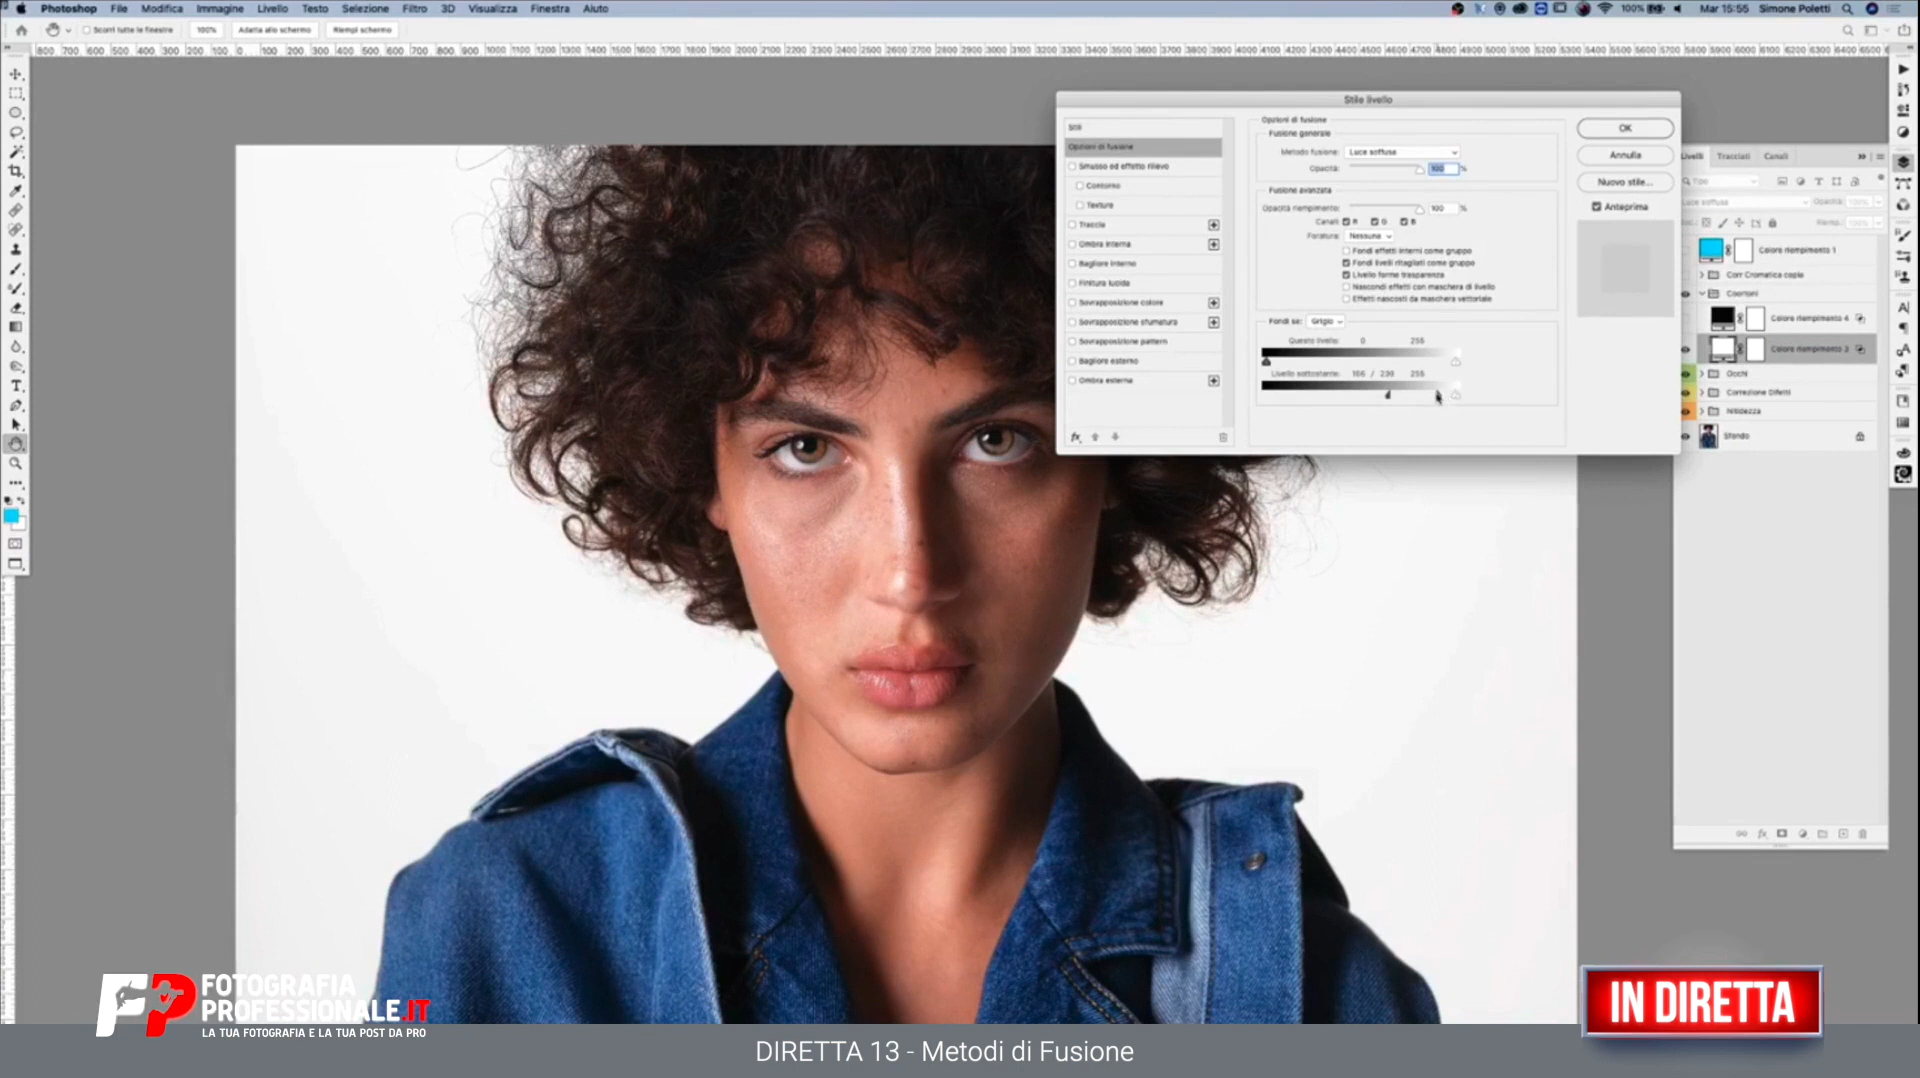 Photoshop File Modifica Immagine Livello Testo Selezione Filtro 3D Visualizza Finestra Aiuto
100% Mar 15:55 Simone Poletti
Scorri tutte le finestre 100% Adatta allo schermo Riempi schermo
Stile livello
Stili
Opzioni di fusione
Smusso ed effetto rilievo
Contorno
Texture
Traccia
Ombra interna
Bagliore interno
Finitura lucida
Sovrapposizione colore
Sovrapposizione sfumatura
Sovrapposizione pattern
Bagliore esterno
Ombra esterna
fx
Opzioni di fusione
Fusione generale
Metodo fusione: Luce soffusa
Opacità: 100 %
Fusione avanzata
Opacità riempimento: 100 %
Canali: R G B
Foratura: Nessuna
Fondi effetti interni come gruppo
Fondi livelli ritagliati come gruppo
Livello forme trasparenza
Nascondi effetti con maschera di livello
Effetti nascosti da maschera vettoriale
Fondi se: Grigio
Questo livello: 0 255
Livello sottostante: 255
OK
Annulla
Nuovo stile...
Anteprima
Livelli Tracciati Canali
Tipo
Luce soffusa Opacità: 100%
Riemp.: 100%
Colore riempimento 1
Corr Cromatica copia
Colore riempimento 4
Colore riempimento 3
Occhi
Correzione Difetti
Nitidezza
Sfondo
FP FOTOGRAFIA
PROFESSIONALE.IT
LA TUA FOTOGRAFIA E LA TUA POST DA PRO
IN DIRETTA
DIRETTA 13 - Metodi di Fusione